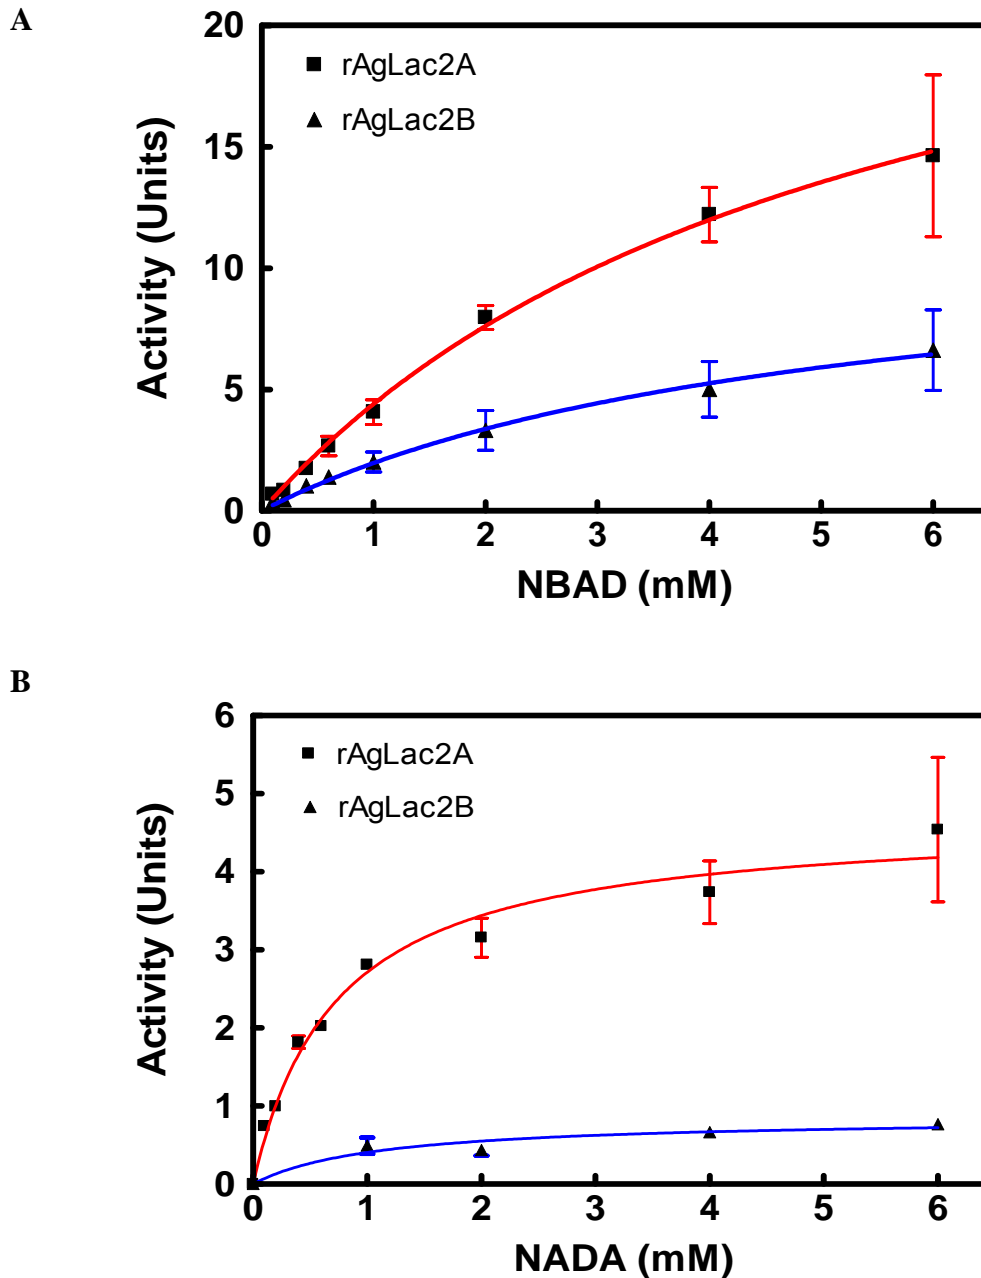 A
20
15
10
5
0
Activity (Units)
rAgLac2A
rAgLac2B
0 1 2 3 4 5 6
NBAD (mM)
B
6
5
4
3
2
1
0
Activity (Units)
rAgLac2A
rAgLac2B
0 1 2 3 4 5 6
NADA (mM)